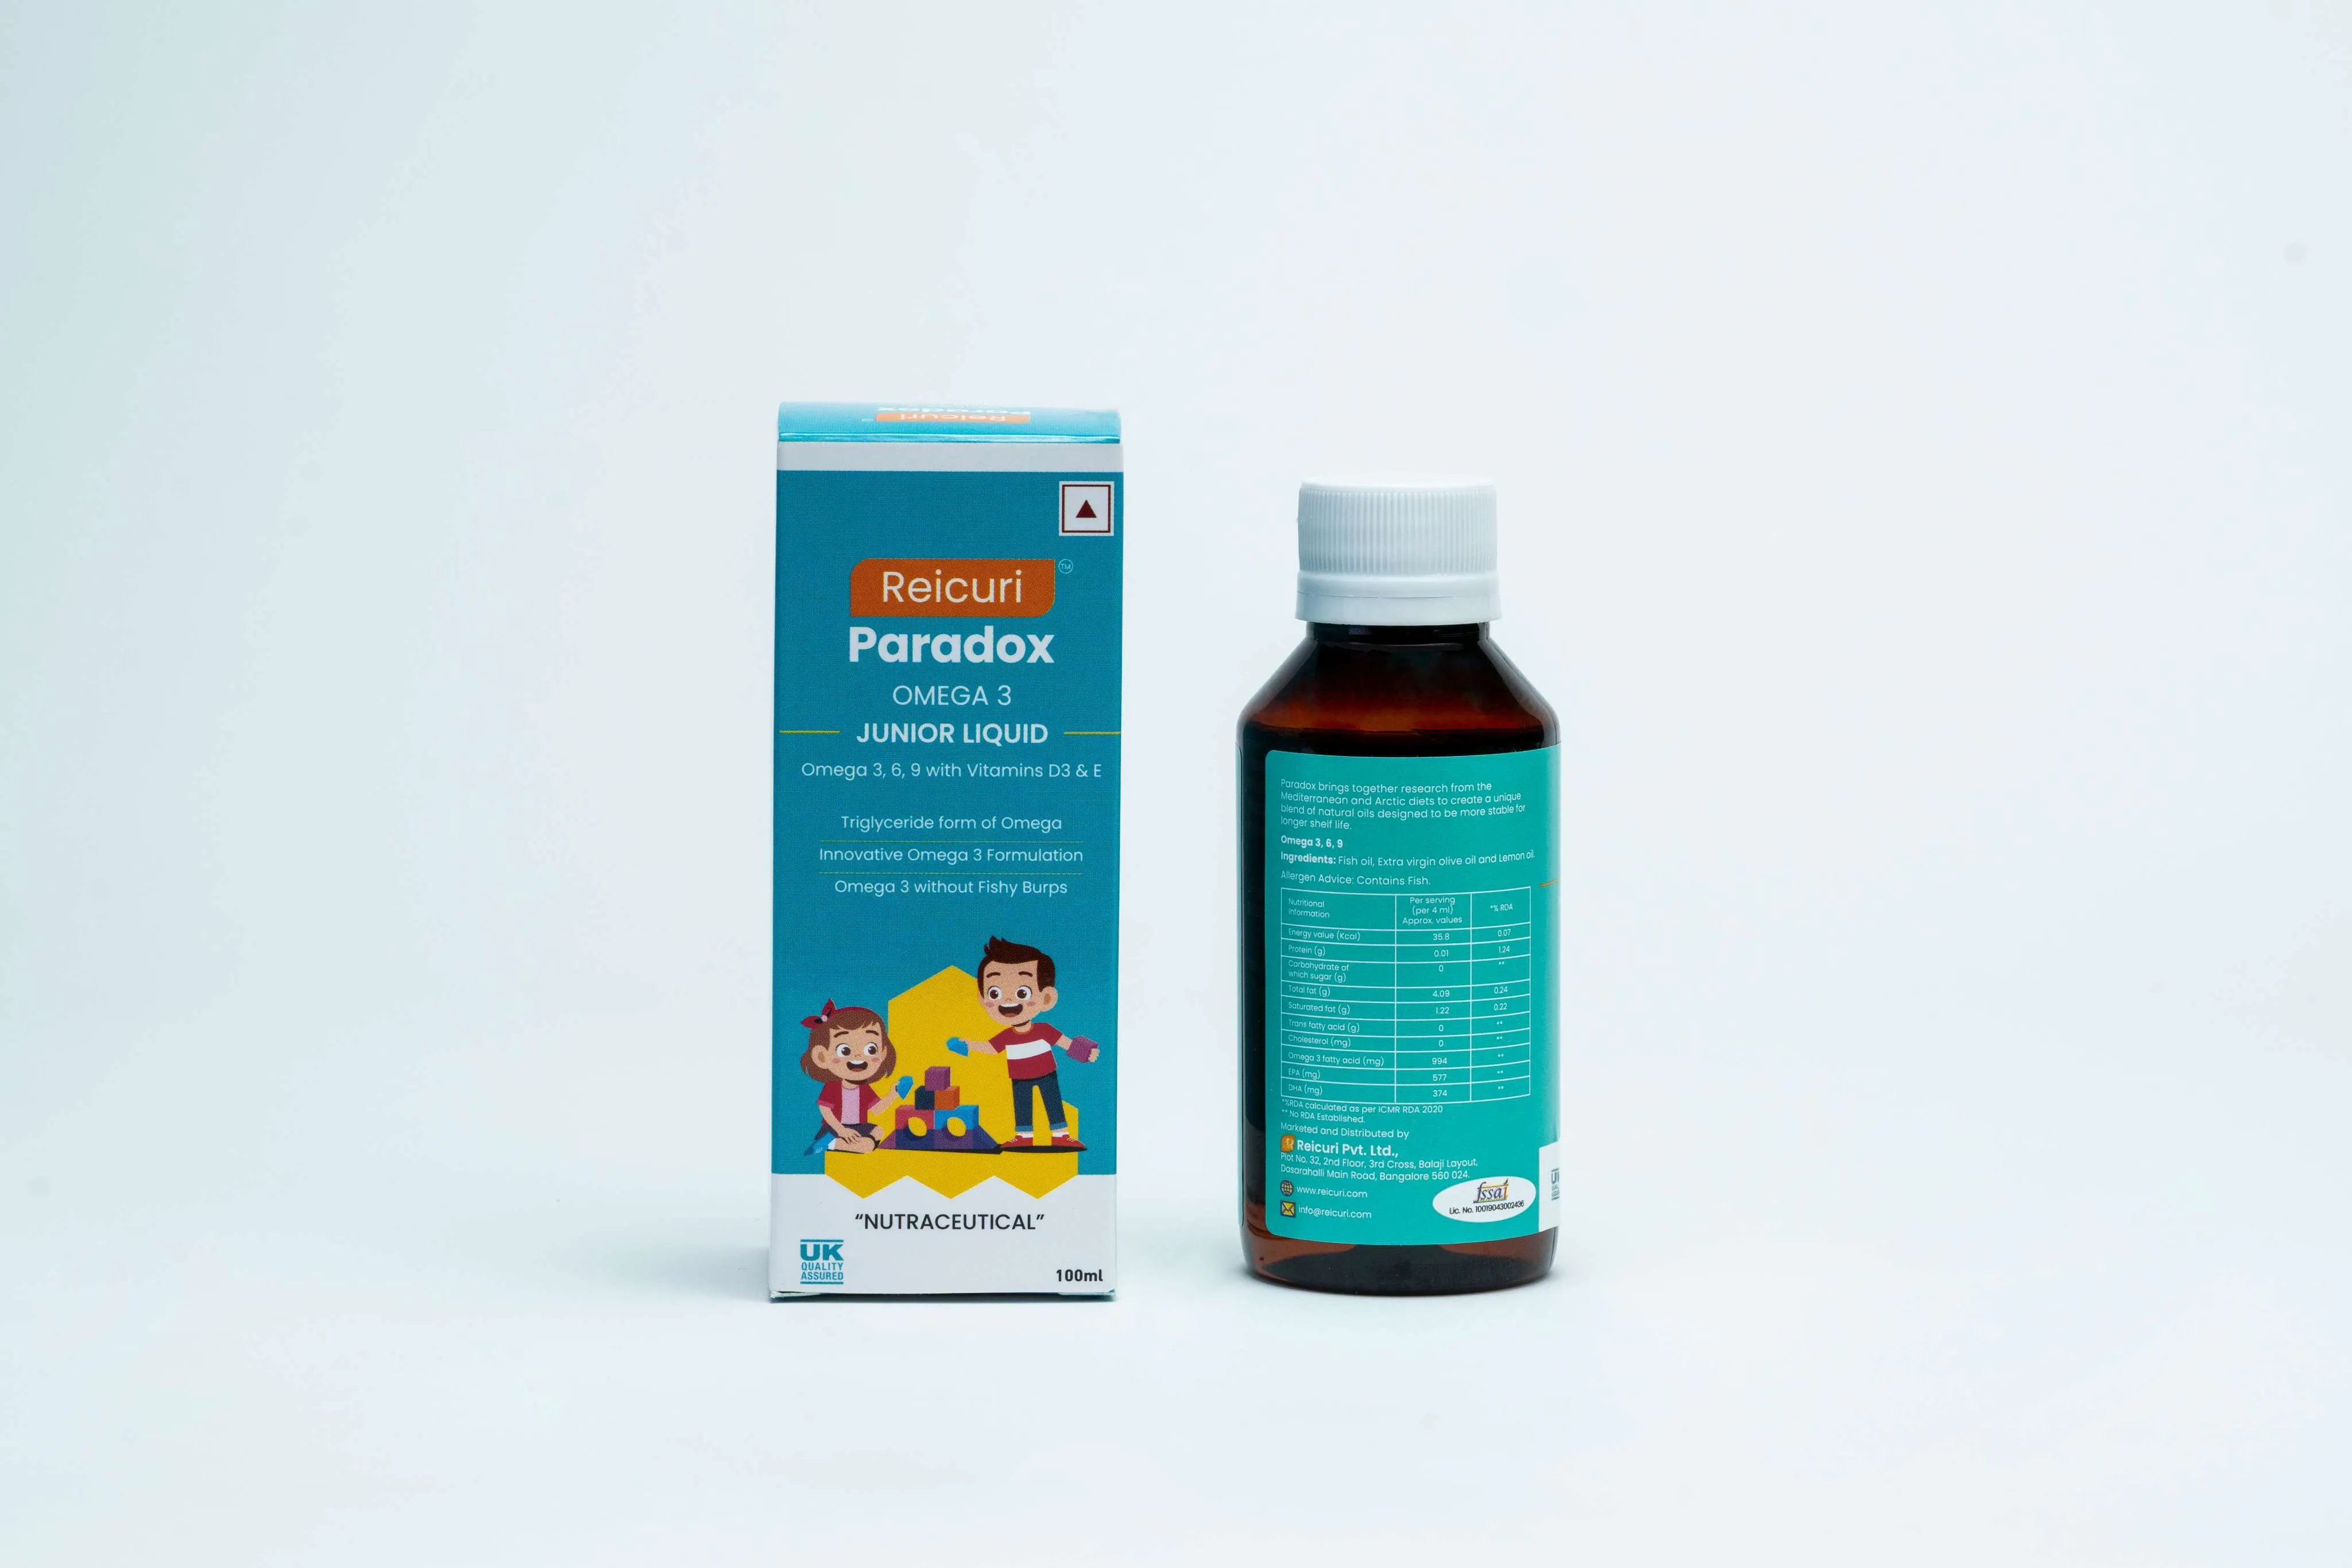 Reicuri
Paradox
Reicuri™
Paradox
OMEGA 3
JUNIOR LIQUID
Omega 3, 6, 9 with Vitamins D3 & E
Triglyceride form of Omega
Innovative Omega 3 Formulation
Omega 3 without Fishy Burps
"NUTRACEUTICAL"
UK
QUALITY
ASSURED
100ml
Paradox brings together research from the
Mediterranean and Arctic diets to create a unique
blend of natural oils designed to be more stable for
longer shelf life.
Omega 3, 6, 9
Ingredients: Fish oil, Extra virgin olive oil and Lemon oil.
Allergen Advice: Contains Fish.
Nutritional information Per serving (per 4 ml) Approx. values *% RDA
Energy value (Kcal) 35.8 0.07
Protein (g) 0.01 1.24
Carbohydrate of which sugar (g) 0 **
Total fat (g) 4.09 0.24
Saturated fat (g) 1.22 0.22
Trans fatty acid (g) 0 **
Cholesterol (mg) 0 **
Omega 3 fatty acid (mg) 994 **
EPA (mg) 577 **
DHA (mg) 374 **
*%RDA calculated as per ICMR RDA 2020
** No RDA Established.
Marketed and Distributed by
Reicuri Pvt. Ltd.,
Plot No. 32, 2nd Floor, 3rd Cross, Balaji Layout,
Dasarahalli Main Road, Bangalore 560 024.
www.reicuri.com
info@reicuri.com
fssai
Lic. No. 10019043002436